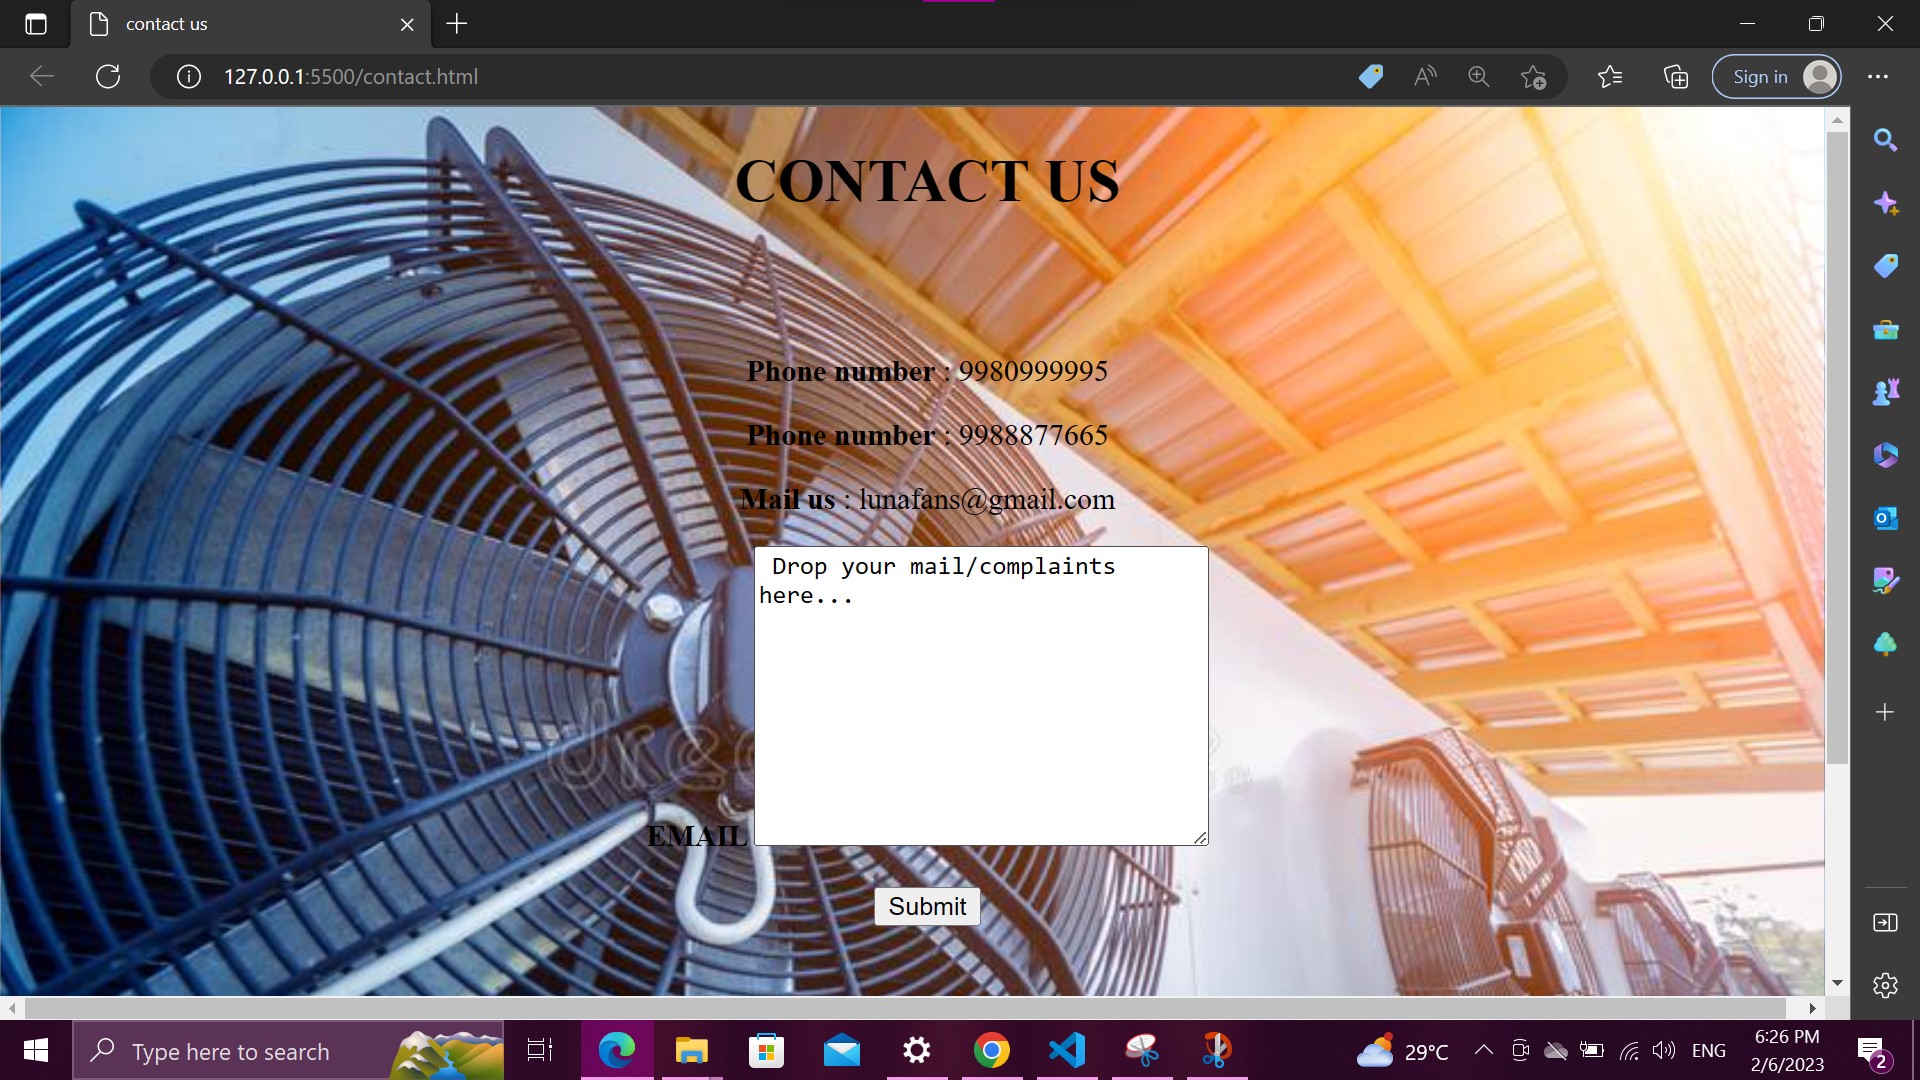 contact us
127.0.0.1:5500/contact.html
Sign in
CONTACT US
Phone number : 9980999995
Phone number : 9988877665
Mail us : lunafans@gmail.com
Drop your mail/complaints
here...
EMAIL
Submit
Type here to search
29°C
ENG
6:26 PM
2/6/2023
2